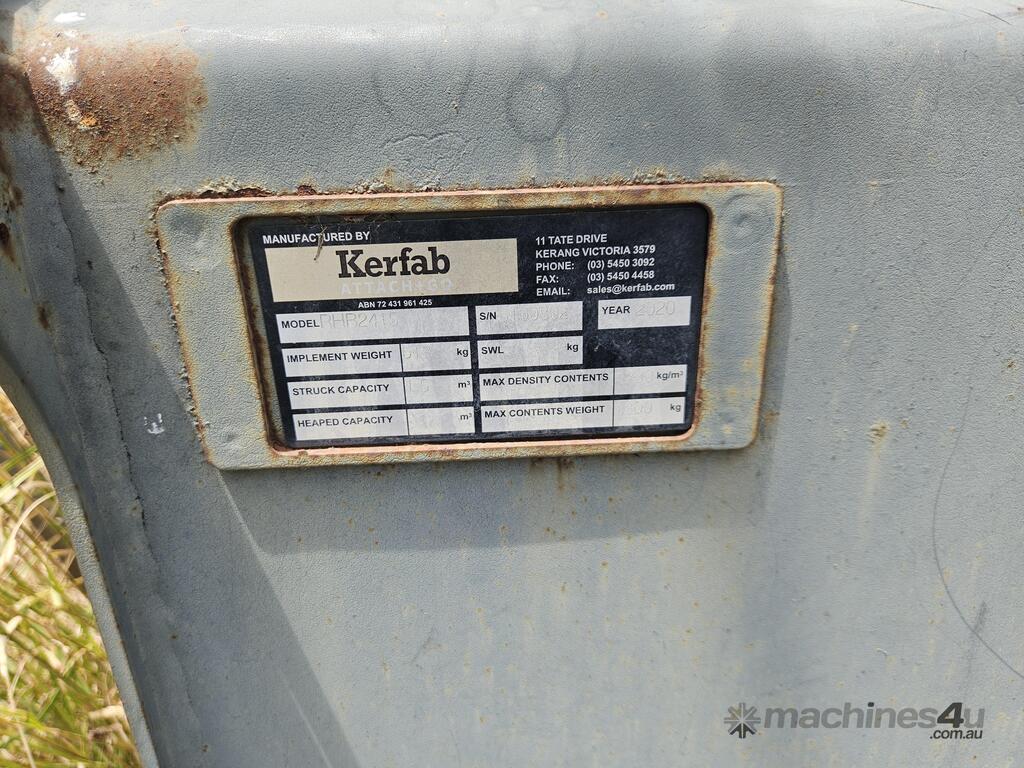 MANUFACTURED BY
Kerfab
ATTACH+GO
ABN 72 431 961 425
11 TATE DRIVE
KERANG VICTORIA 3579
PHONE: (03) 5450 3092
FAX: (03) 5450 4458
EMAIL: sales@kerfab.com
MODEL
S/N
YEAR 2020
IMPLEMENT WEIGHT kg
SWL kg
STRUCK CAPACITY m³
MAX DENSITY CONTENTS kg/m³
HEAPED CAPACITY m³
MAX CONTENTS WEIGHT kg
machines4u
.com.au